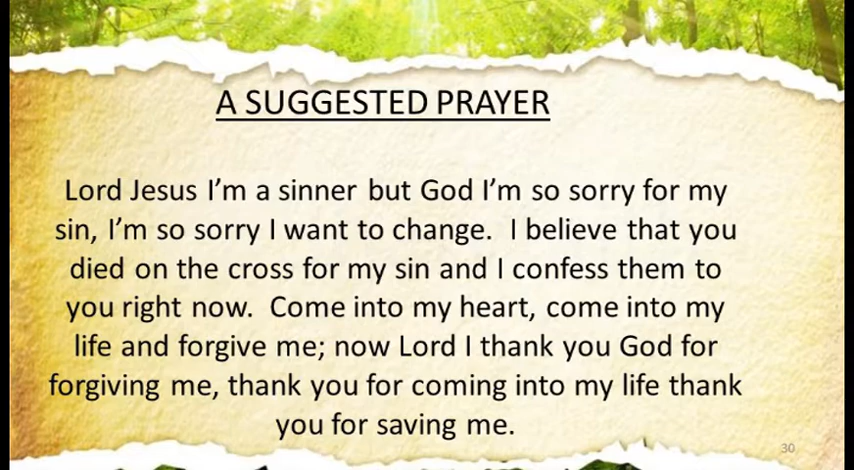 A SUGGESTED PRAYER
Lord Jesus I'm a sinner but God I'm so sorry for my
sin, I'm so sorry I want to change.  I believe that you
died on the cross for my sin and I confess them to
you right now.  Come into my heart, come into my
life and forgive me; now Lord I thank you God for
forgiving me, thank you for coming into my life thank
you for saving me.
30